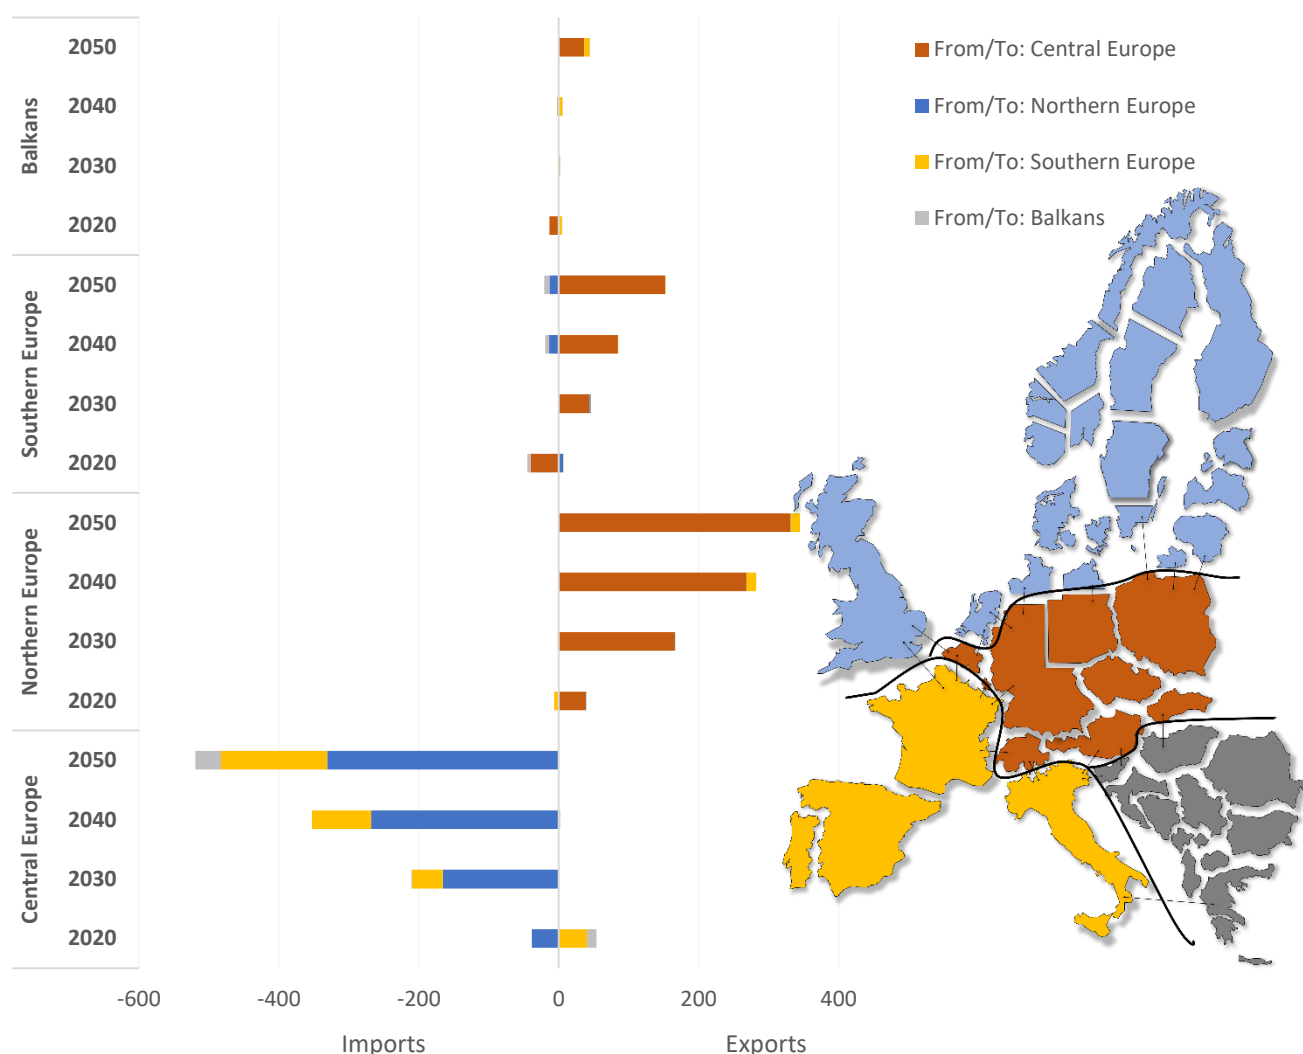 Balkans
2050
2040
2030
2020
Southern Europe
2050
2040
2030
2020
Northern Europe
2050
2040
2030
2020
Central Europe
2050
2040
2030
2020
-600
-400
-200
0
200
400
Imports
Exports
From/To: Central Europe
From/To: Northern Europe
From/To: Southern Europe
From/To: Balkans